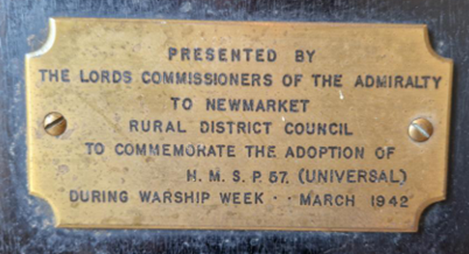 PRESENTED BY
THE LORDS COMMISSIONERS OF THE ADMIRALTY
TO NEWMARKET
RURAL DISTRICT COUNCIL
TO COMMEMORATE THE ADOPTION OF
H. M. S. P. 57. (UNIVERSAL)
DURING WARSHIP WEEK · · MARCH 1942